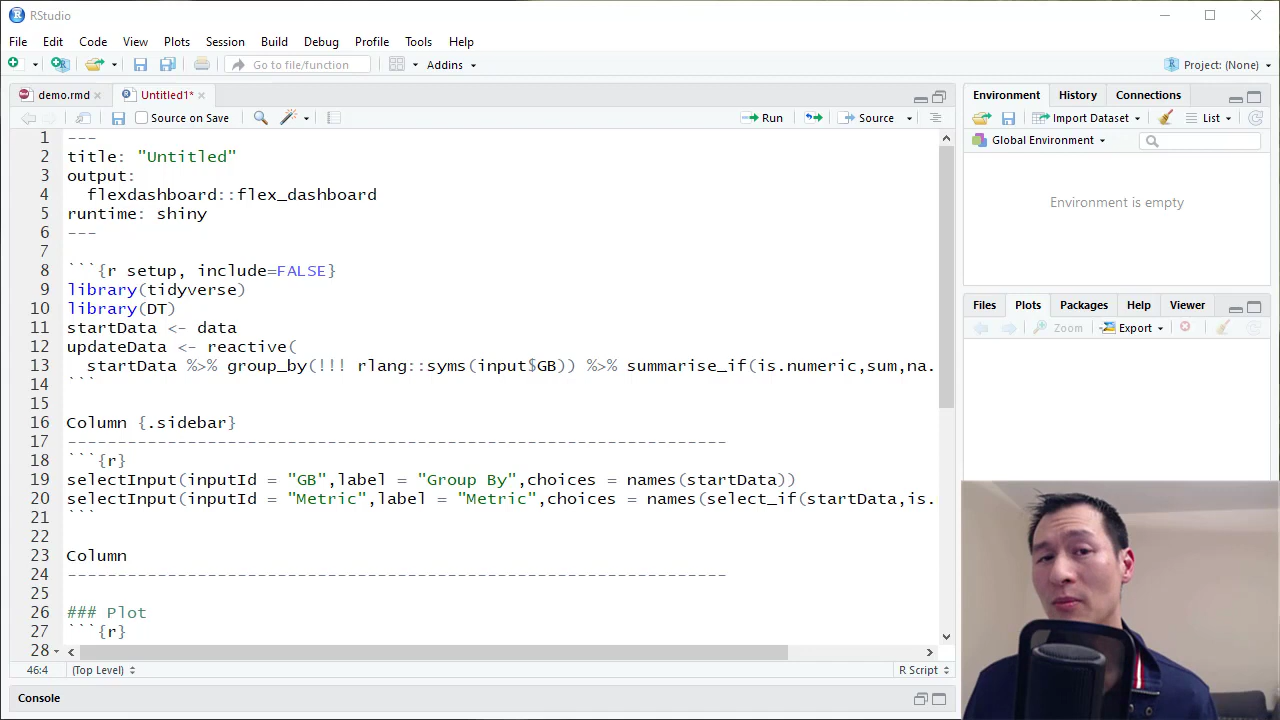 RStudio
File Edit Code View Plots Session Build Debug Profile Tools Help
Go to file/function Addins Project: (None)
demo.rmd Untitled1*
Source on Save Run Source
1 ---
2 title: "Untitled"
3 output:
4 flexdashboard::flex_dashboard
5 runtime: shiny
6 ---
7
8 ```{r setup, include=FALSE}
9 library(tidyverse)
10 library(DT)
11 startData <- data
12 updateData <- reactive(
13 startData %>% group_by(!!! rlang::syms(input$GB)) %>% summarise_if(is.numeric,sum,na.
14 ```
15
16 Column {.sidebar}
17 ------------------------------------------------------------------
18 ```{r}
19 selectInput(inputId = "GB",label = "Group By",choices = names(startData))
20 selectInput(inputId = "Metric",label = "Metric",choices = names(select_if(startData,is.
21 ```
22
23 Column
24 ------------------------------------------------------------------
25
26 ### Plot
27 ```{r}
28
46:4 (Top Level) R Script
Console
Environment History Connections
Import Dataset List
Global Environment
Environment is empty
Files Plots Packages Help Viewer
Zoom Export